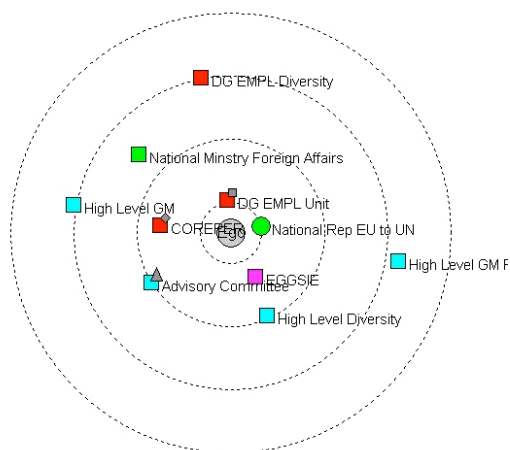 DG EMPL-Diversity
National Minstry Foreign Affairs
DG EMPL Unit
High Level GM
COREPER
Ego
National Rep EU to UN
High Level GM
EGGSIE
Advisory Committee
High Level Diversity